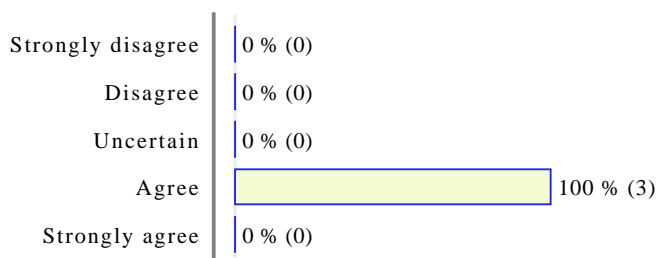 Strongly disagree 0 % (0)
Disagree 0 % (0)
Uncertain 0 % (0)
Agree 100 % (3)
Strongly agree 0 % (0)